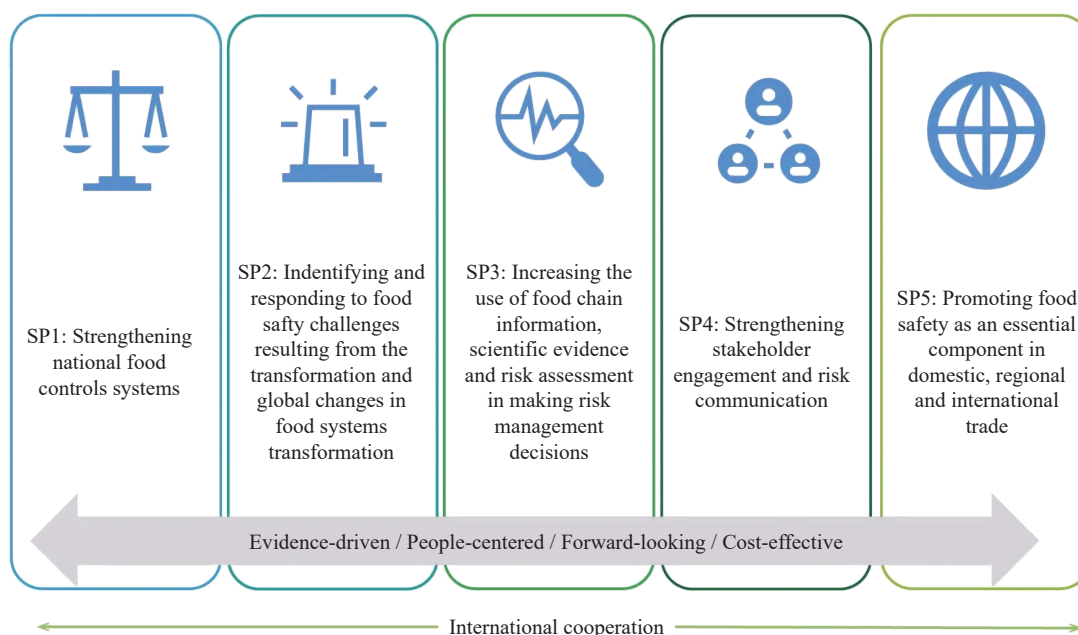 SP1: Strengthening
national food
controls systems
SP2: Indentifying and
responding to food
safty challenges
resulting from the
transformation and
global changes in
food systems
transformation
SP3: Increasing the
use of food chain
information,
scientific evidence
and risk assessment
in making risk
management
decisions
SP4: Strengthening
stakeholder
engagement and risk
communication
SP5: Promoting food
safety as an essential
component in
domestic, regional
and international
trade
Evidence-driven / People-centered / Forward-looking / Cost-effective
International cooperation